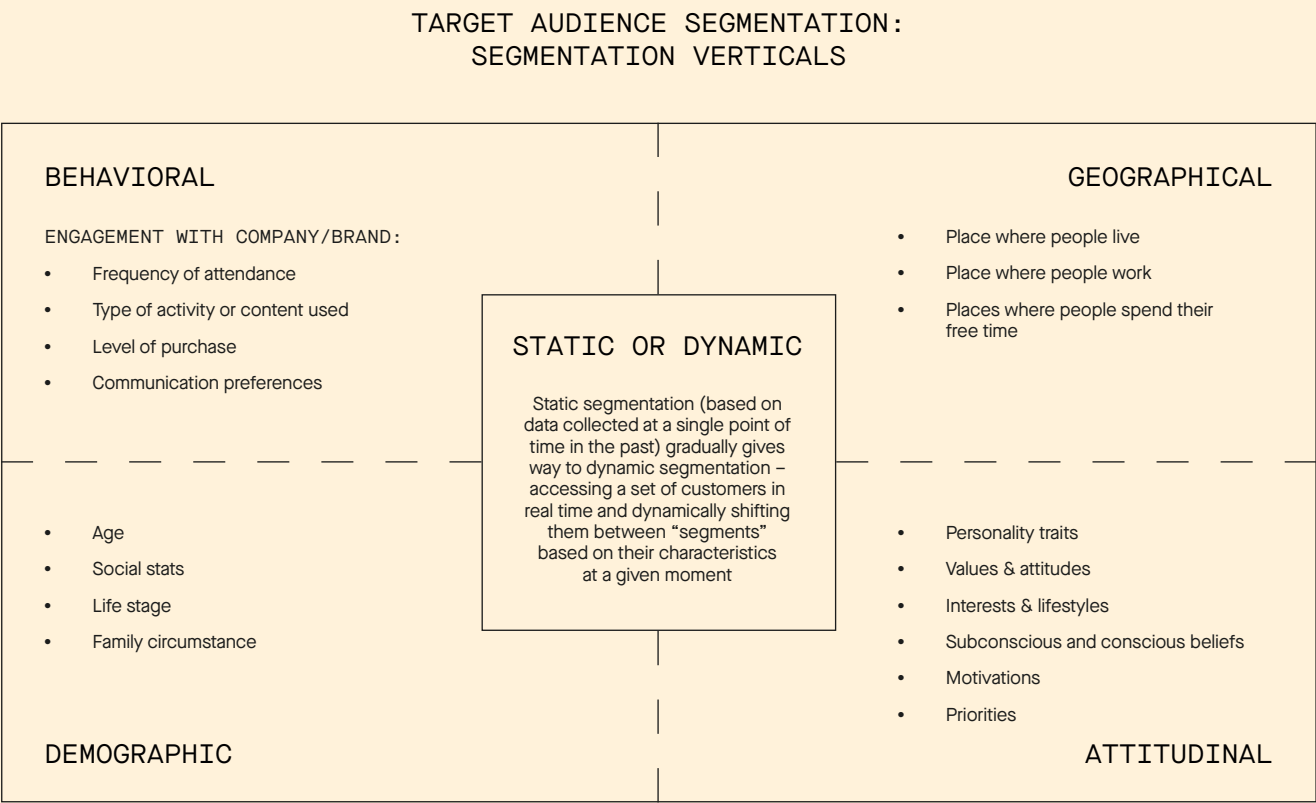 TARGET AUDIENCE SEGMENTATION:
SEGMENTATION VERTICALS
BEHAVIORAL
ENGAGEMENT WITH COMPANY/BRAND:
• Frequency of attendance
• Type of activity or content used
• Level of purchase
• Communication preferences
GEOGRAPHICAL
• Place where people live
• Place where people work
• Places where people spend their
free time
STATIC OR DYNAMIC
Static segmentation (based on
data collected at a single point of
time in the past) gradually gives
way to dynamic segmentation –
accessing a set of customers in
real time and dynamically shifting
them between “segments”
based on their characteristics
at a given moment
• Age
• Social stats
• Life stage
• Family circumstance
DEMOGRAPHIC
• Personality traits
• Values & attitudes
• Interests & lifestyles
• Subconscious and conscious beliefs
• Motivations
• Priorities
ATTITUDINAL